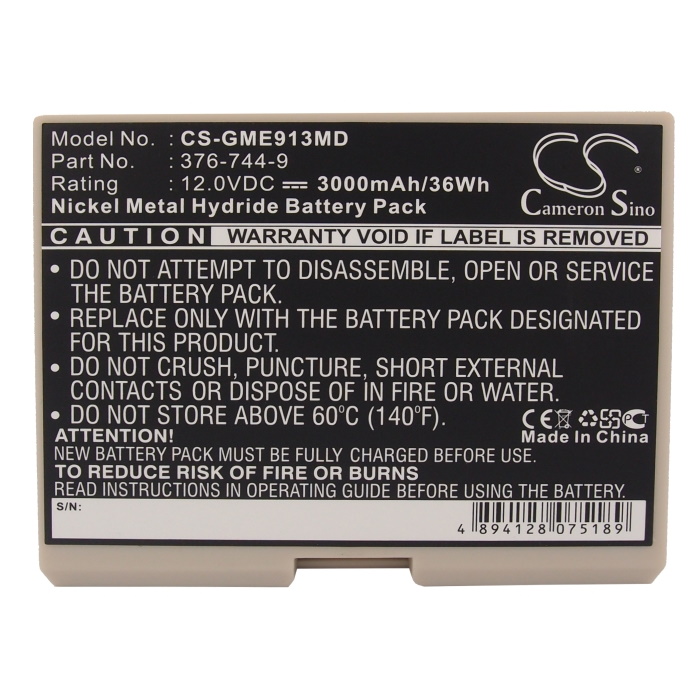 Model No. : CS-GME913MD
Part No. : 376-744-9
Rating : 12.0VDC 3000mAh/36Wh
Nickel Metal Hydride Battery Pack
CS
Cameron Sino
CAUTION WARRANTY VOID IF LABEL IS REMOVED
• DO NOT ATTEMPT TO DISASSEMBLE, OPEN OR SERVICE
THE BATTERY PACK.
• REPLACE ONLY WITH THE BATTERY PACK DESIGNATED
FOR THIS PRODUCT.
• DO NOT CRUSH, PUNCTURE, SHORT EXTERNAL
CONTACTS OR DISPOSE OF IN FIRE OR WATER.
• DO NOT STORE ABOVE 60°C (140°F).
CE
Made In China
ATTENTION!
NEW BATTERY PACK MUST BE FULLY CHARGED BEFORE USE.
TO REDUCE RISK OF FIRE OR BURNS
READ INSTRUCTIONS IN OPERATING GUIDE BEFORE USING THE BATTERY.
S/N:
4 894128 075189